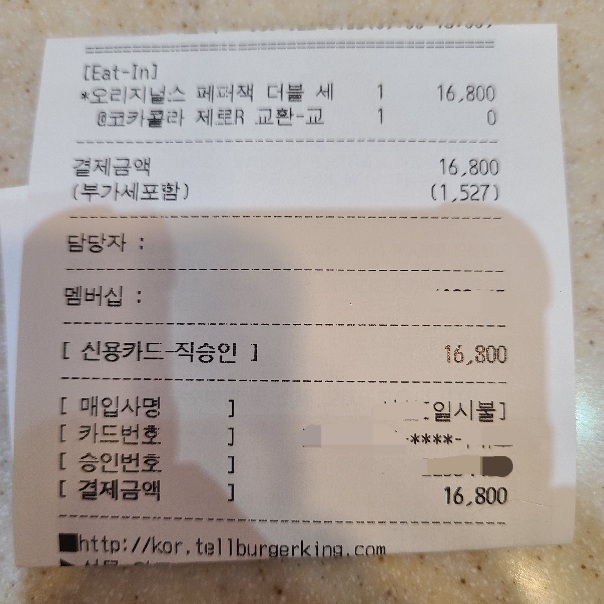 [Eat-In]
*오리지널스 페퍼잭 더블 세 1 16,800
@코카콜라 제로R 교환-교 1 0
결제금액 16,800
(부가세포함) (1,527)
담당자 :
멤버십 :
[ 신용카드-직승인 ] 16,800
[ 매입사명 ] [일시불]
[ 카드번호 ] ****-
[ 승인번호 ]
[ 결제금액 ] 16,800
■http://kor.tellburgerking.com